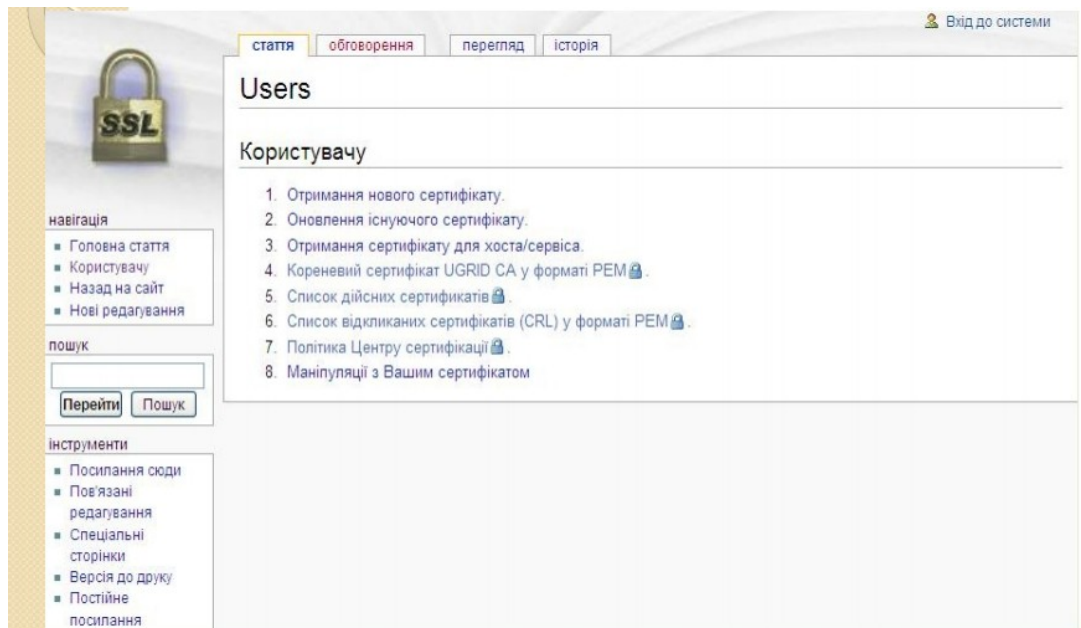 Вхід до системи
стаття обговорення перегляд історія
SSL
Users
Користувачу
1. Отримання нового сертифікату.
2. Оновлення існуючого сертифікату.
3. Отримання сертифікату для хоста/сервіса.
4. Кореневий сертифікат UGRID CA у форматі PEM.
5. Список дійсних сертификатів.
6. Список відкликаних сертифікатів (CRL) у форматі PEM.
7. Політика Центру сертифікації.
8. Маніпуляції з Вашим сертифікатом
навігація
Головна стаття
Користувачу
Назад на сайт
Нові редагування
пошук
Перейти Пошук
інструменти
Посилання сюди
Пов'язані
редагування
Спеціальні
сторінки
Версія до друку
Постійне
посилання